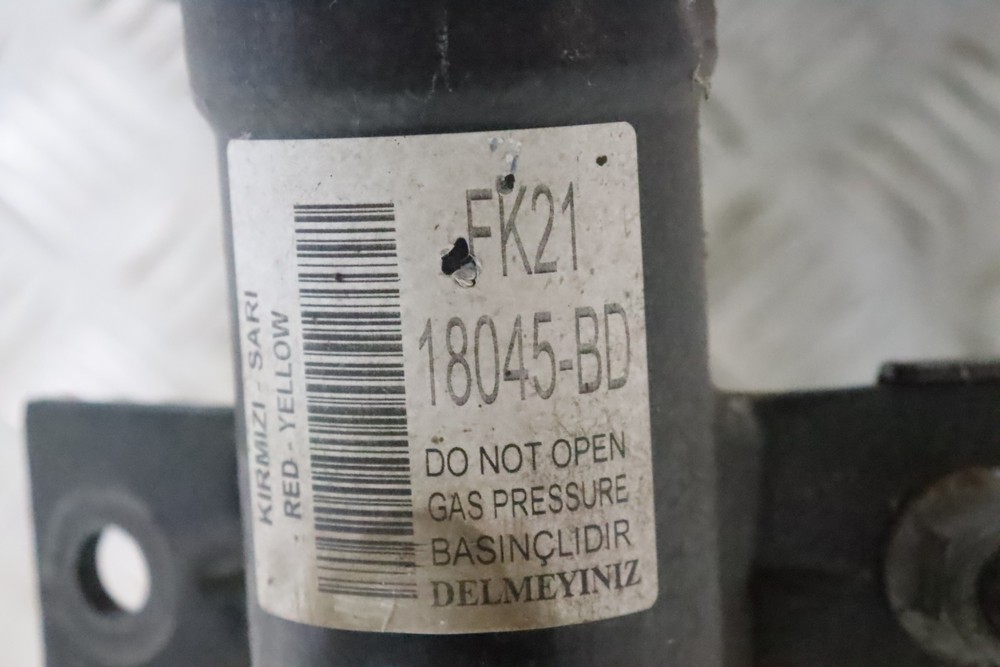 FK21
18045-BD
DO NOT OPEN
GAS PRESSURE
BASINÇLIDIR
DELMEYINIZ
KIRMIZI - SARI
RED - YELLOW